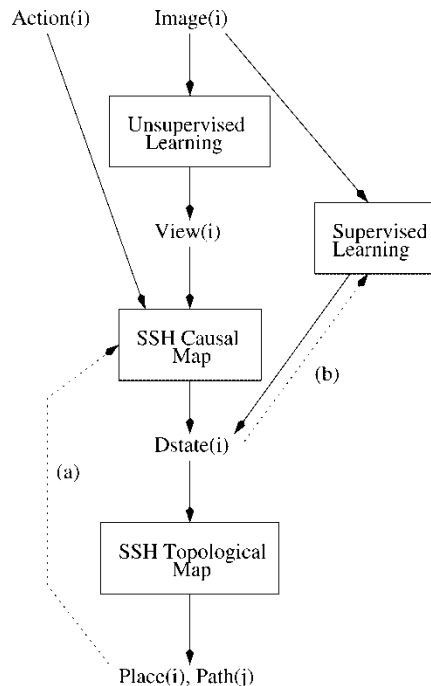 Action(i)
Image(i)
Unsupervised
Learning
View(i)
Supervised
Learning
SSH Causal
Map
(b)
Dstate(i)
(a)
SSH Topological
Map
Place(i), Path(j)